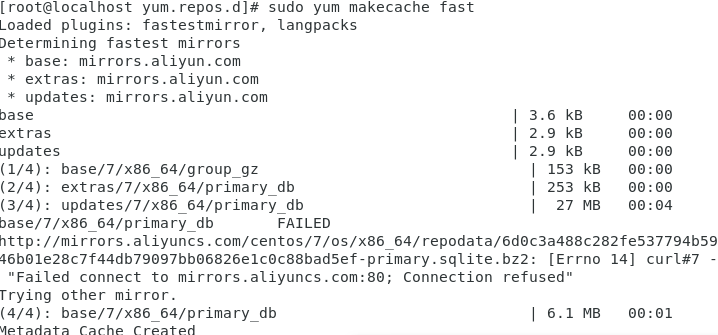 [root@localhost yum.repos.d]# sudo yum makecache fast
Loaded plugins: fastestmirror, langpacks
Determining fastest mirrors
 * base: mirrors.aliyun.com
 * extras: mirrors.aliyun.com
 * updates: mirrors.aliyun.com
base | 3.6 kB 00:00
extras | 2.9 kB 00:00
updates | 2.9 kB 00:00
(1/4): base/7/x86_64/group_gz | 153 kB 00:00
(2/4): extras/7/x86_64/primary_db | 253 kB 00:00
(3/4): updates/7/x86_64/primary_db | 27 MB 00:04
base/7/x86_64/primary_db FAILED
http://mirrors.aliyuncs.com/centos/7/os/x86_64/repodata/6d0c3a488c282fe537794b59
46b01e28c7f44db79097bb06826e1c0c88bad5ef-primary.sqlite.bz2: [Errno 14] curl#7 -
 "Failed connect to mirrors.aliyuncs.com:80; Connection refused"
Trying other mirror.
(4/4): base/7/x86_64/primary_db | 6.1 MB 00:01
Metadata Cache Created